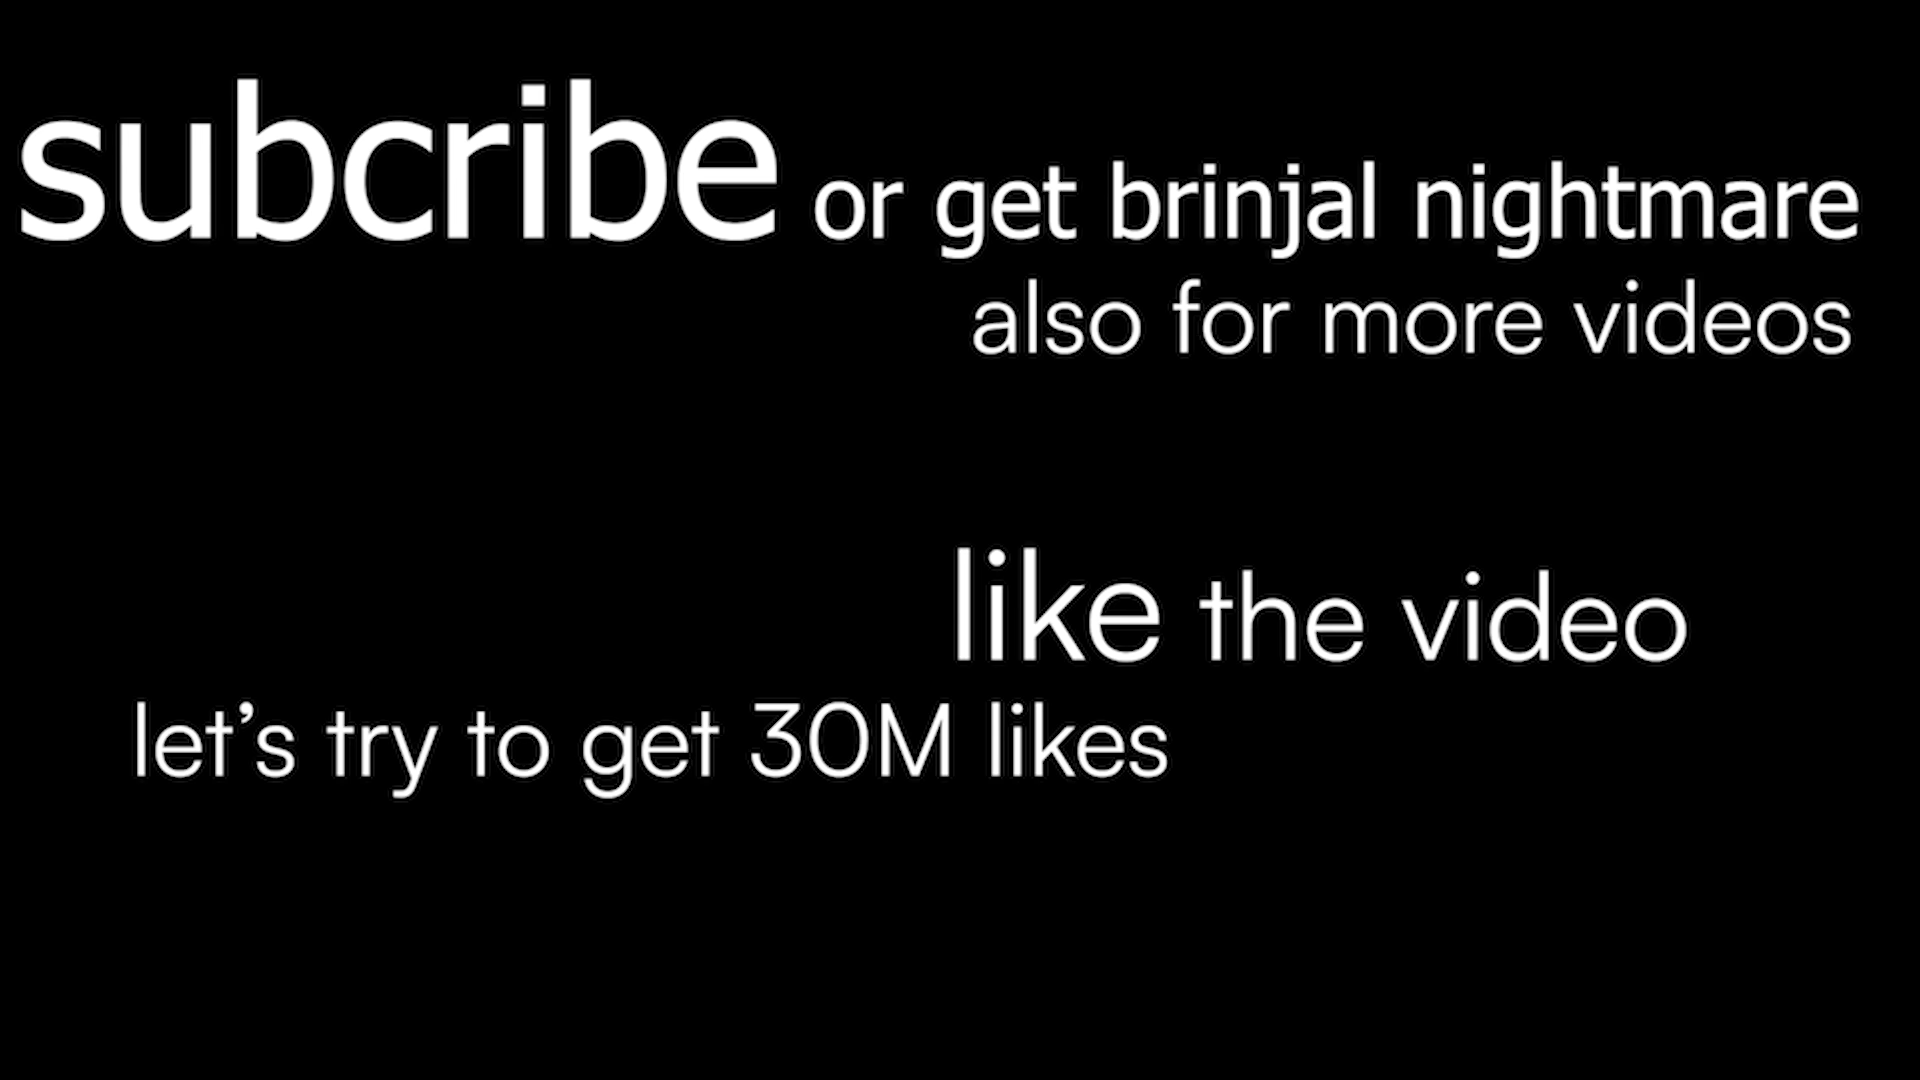 subcribe or get brinjal nightmare
also for more videos
like the video
let’s try to get 30M likes